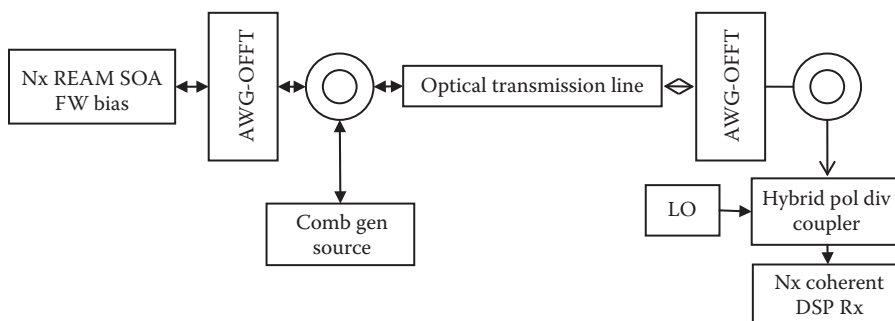 Nx REAM SOA
FW bias
AWG-OFFT
Optical transmission line
AWG-OFFT
Comb gen
source
LO
Hybrid pol div
coupler
Nx coherent
DSP Rx